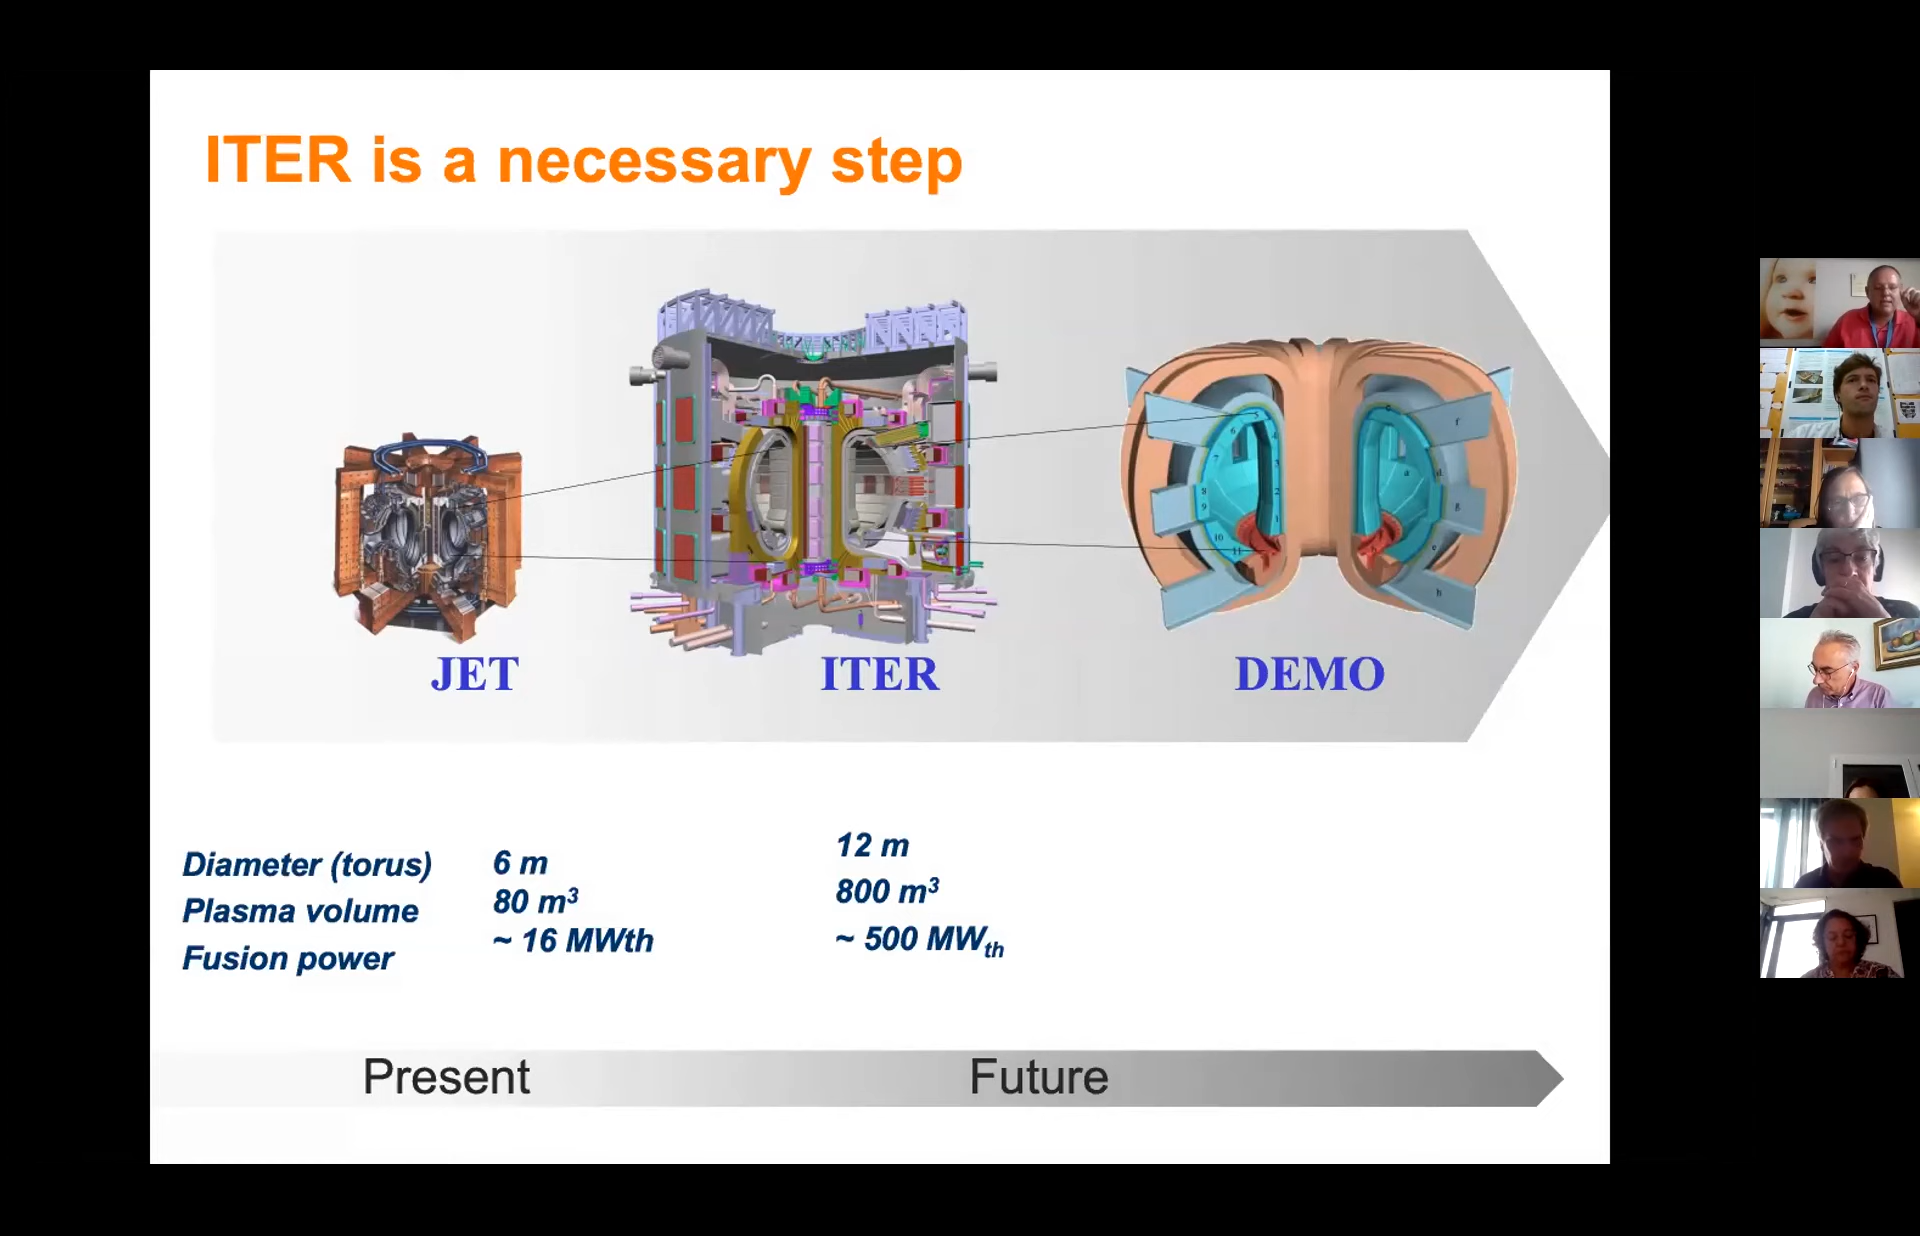 ITER is a necessary step
JET
ITER
DEMO
Diameter (torus) 6 m 12 m
Plasma volume 80 m³ 800 m³
Fusion power ~ 16 MWth ~ 500 MWth
Present Future